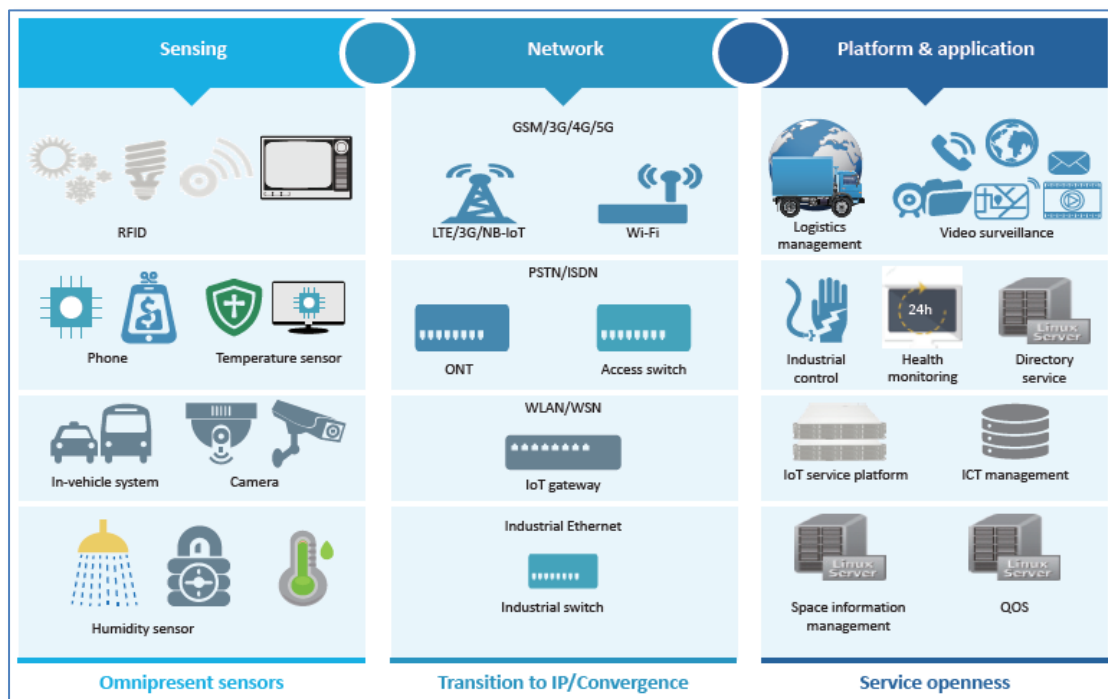 Sensing
Network
Platform & application
RFID
GSM/3G/4G/5G
LTE/3G/NB-IoT
Wi-Fi
Logistics
management
Video surveillance
Phone
Temperature sensor
PSTN/ISDN
ONT
Access switch
Industrial
control
24h
Health
monitoring
Linux
Server
Directory
service
In-vehicle system
Camera
WLAN/WSN
IoT gateway
IoT service platform
ICT management
Humidity sensor
Industrial Ethernet
Industrial switch
Linux
Server
Space information
management
Linux
Server
QOS
Omnipresent sensors
Transition to IP/Convergence
Service openness